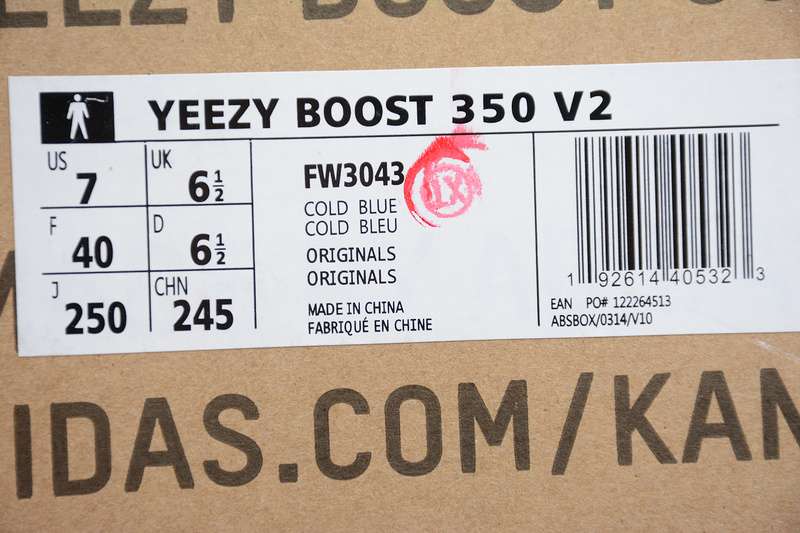 YEEZY BOOST 350 V2
US 7 UK 6½
F 40 D 6½
J 250 CHN 245
FW3043
COLD BLUE
COLD BLEU
ORIGINALS
ORIGINALS
MADE IN CHINA
FABRIQUÉ EN CHINE
1 92614 40532 3
EAN PO# 122264513
ABSBOX/0314/V10
IDAS.COM/KAN